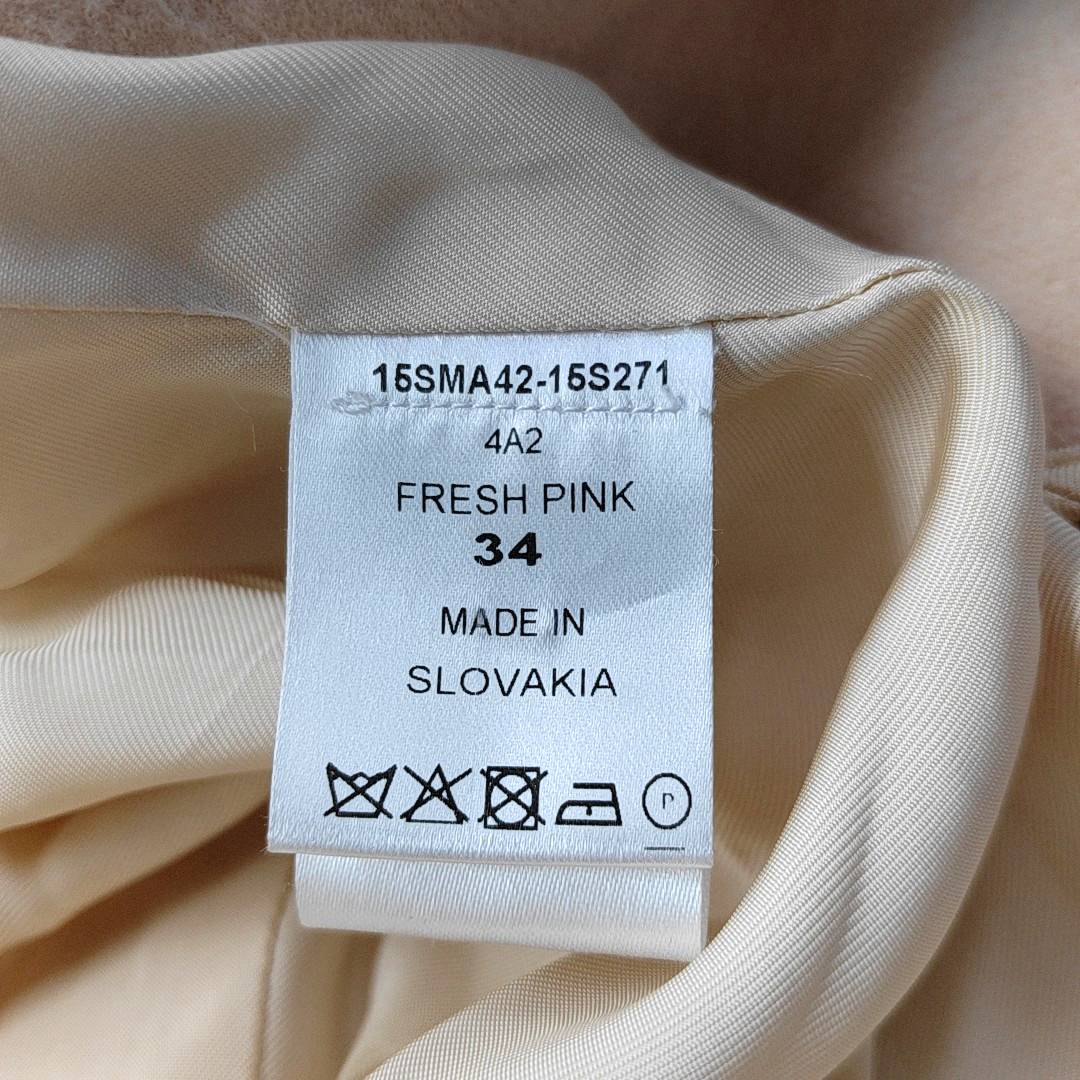 15SMA42-15S271
4A2
FRESH PINK
34
MADE IN
SLOVAKIA
P